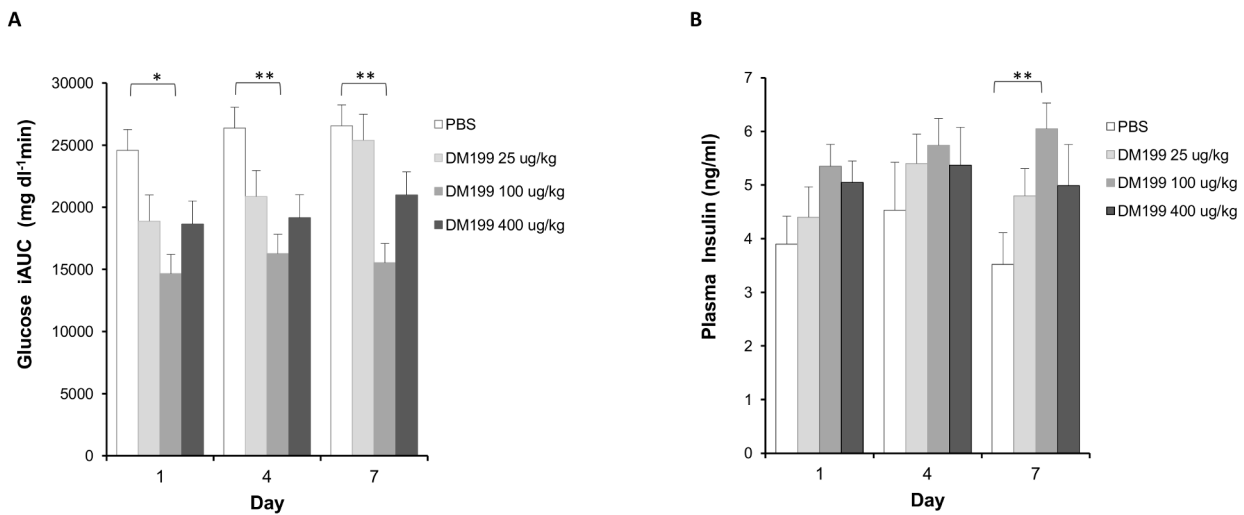 A
Glucose iAUC (mg dl⁻¹min)
30000
25000
20000
15000
10000
5000
0
*
**
**
1
4
7
Day
PBS
DM199 25 ug/kg
DM199 100 ug/kg
DM199 400 ug/kg
B
Plasma Insulin (ng/ml)
7
6
5
4
3
2
1
0
**
1
4
7
Day
PBS
DM199 25 ug/kg
DM199 100 ug/kg
DM199 400 ug/kg